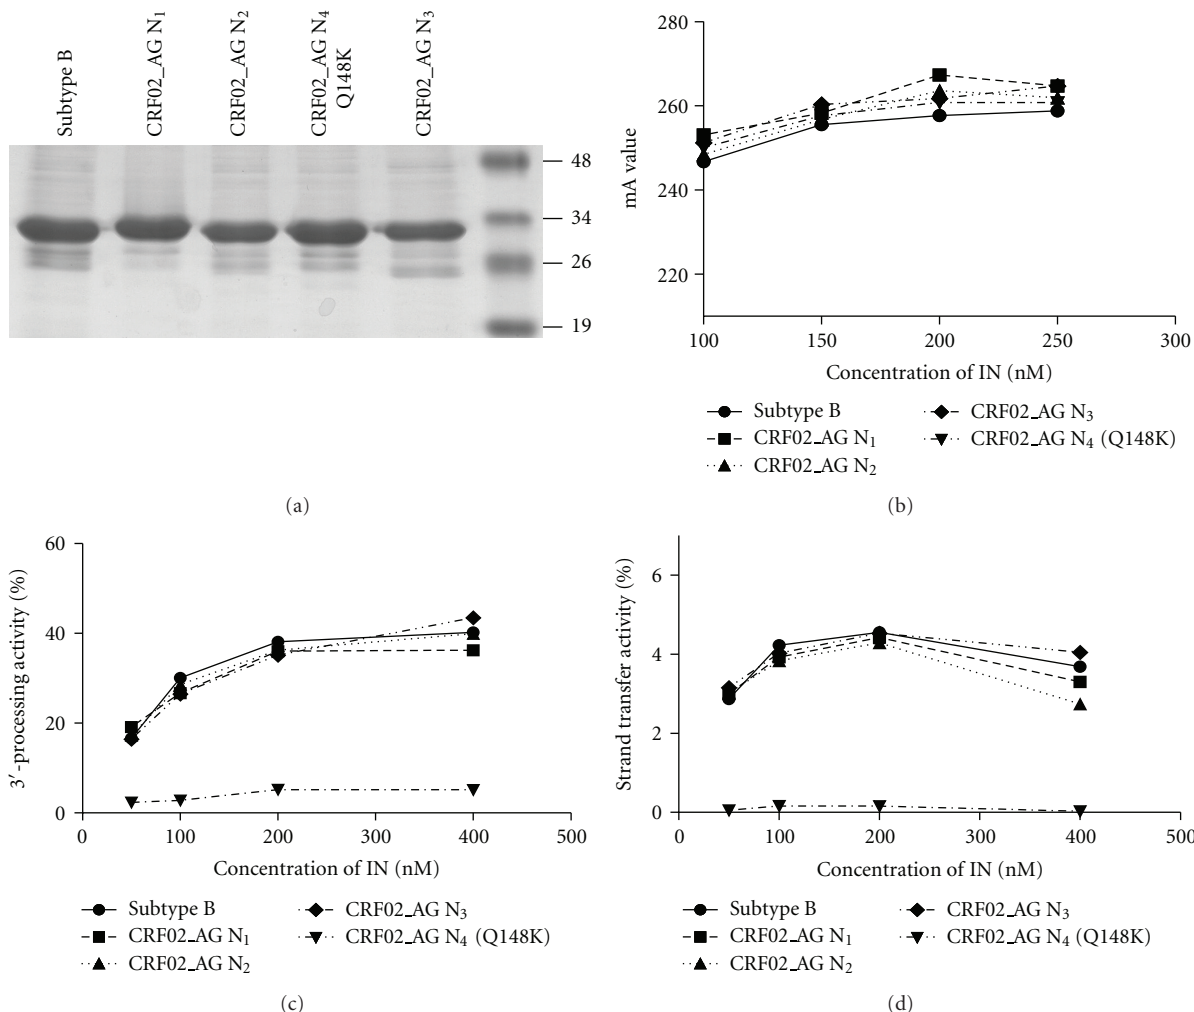 Subtype B
CRF02_AG N1
CRF02_AG N2
CRF02_AG N4
Q148K
CRF02_AG N3
48
34
26
19
(a)
280
260
240
220
mA value
100 150 200 250 300
Concentration of IN (nM)
Subtype B
CRF02_AG N1
CRF02_AG N2
CRF02_AG N3
CRF02_AG N4 (Q148K)
(b)
60
40
20
0
3′-processing activity (%)
0 100 200 300 400 500
Concentration of IN (nM)
Subtype B
CRF02_AG N1
CRF02_AG N2
CRF02_AG N3
CRF02_AG N4 (Q148K)
(c)
6
4
2
0
Strand transfer activity (%)
0 100 200 300 400 500
Concentration of IN (nM)
Subtype B
CRF02_AG N1
CRF02_AG N2
CRF02_AG N3
CRF02_AG N4 (Q148K)
(d)